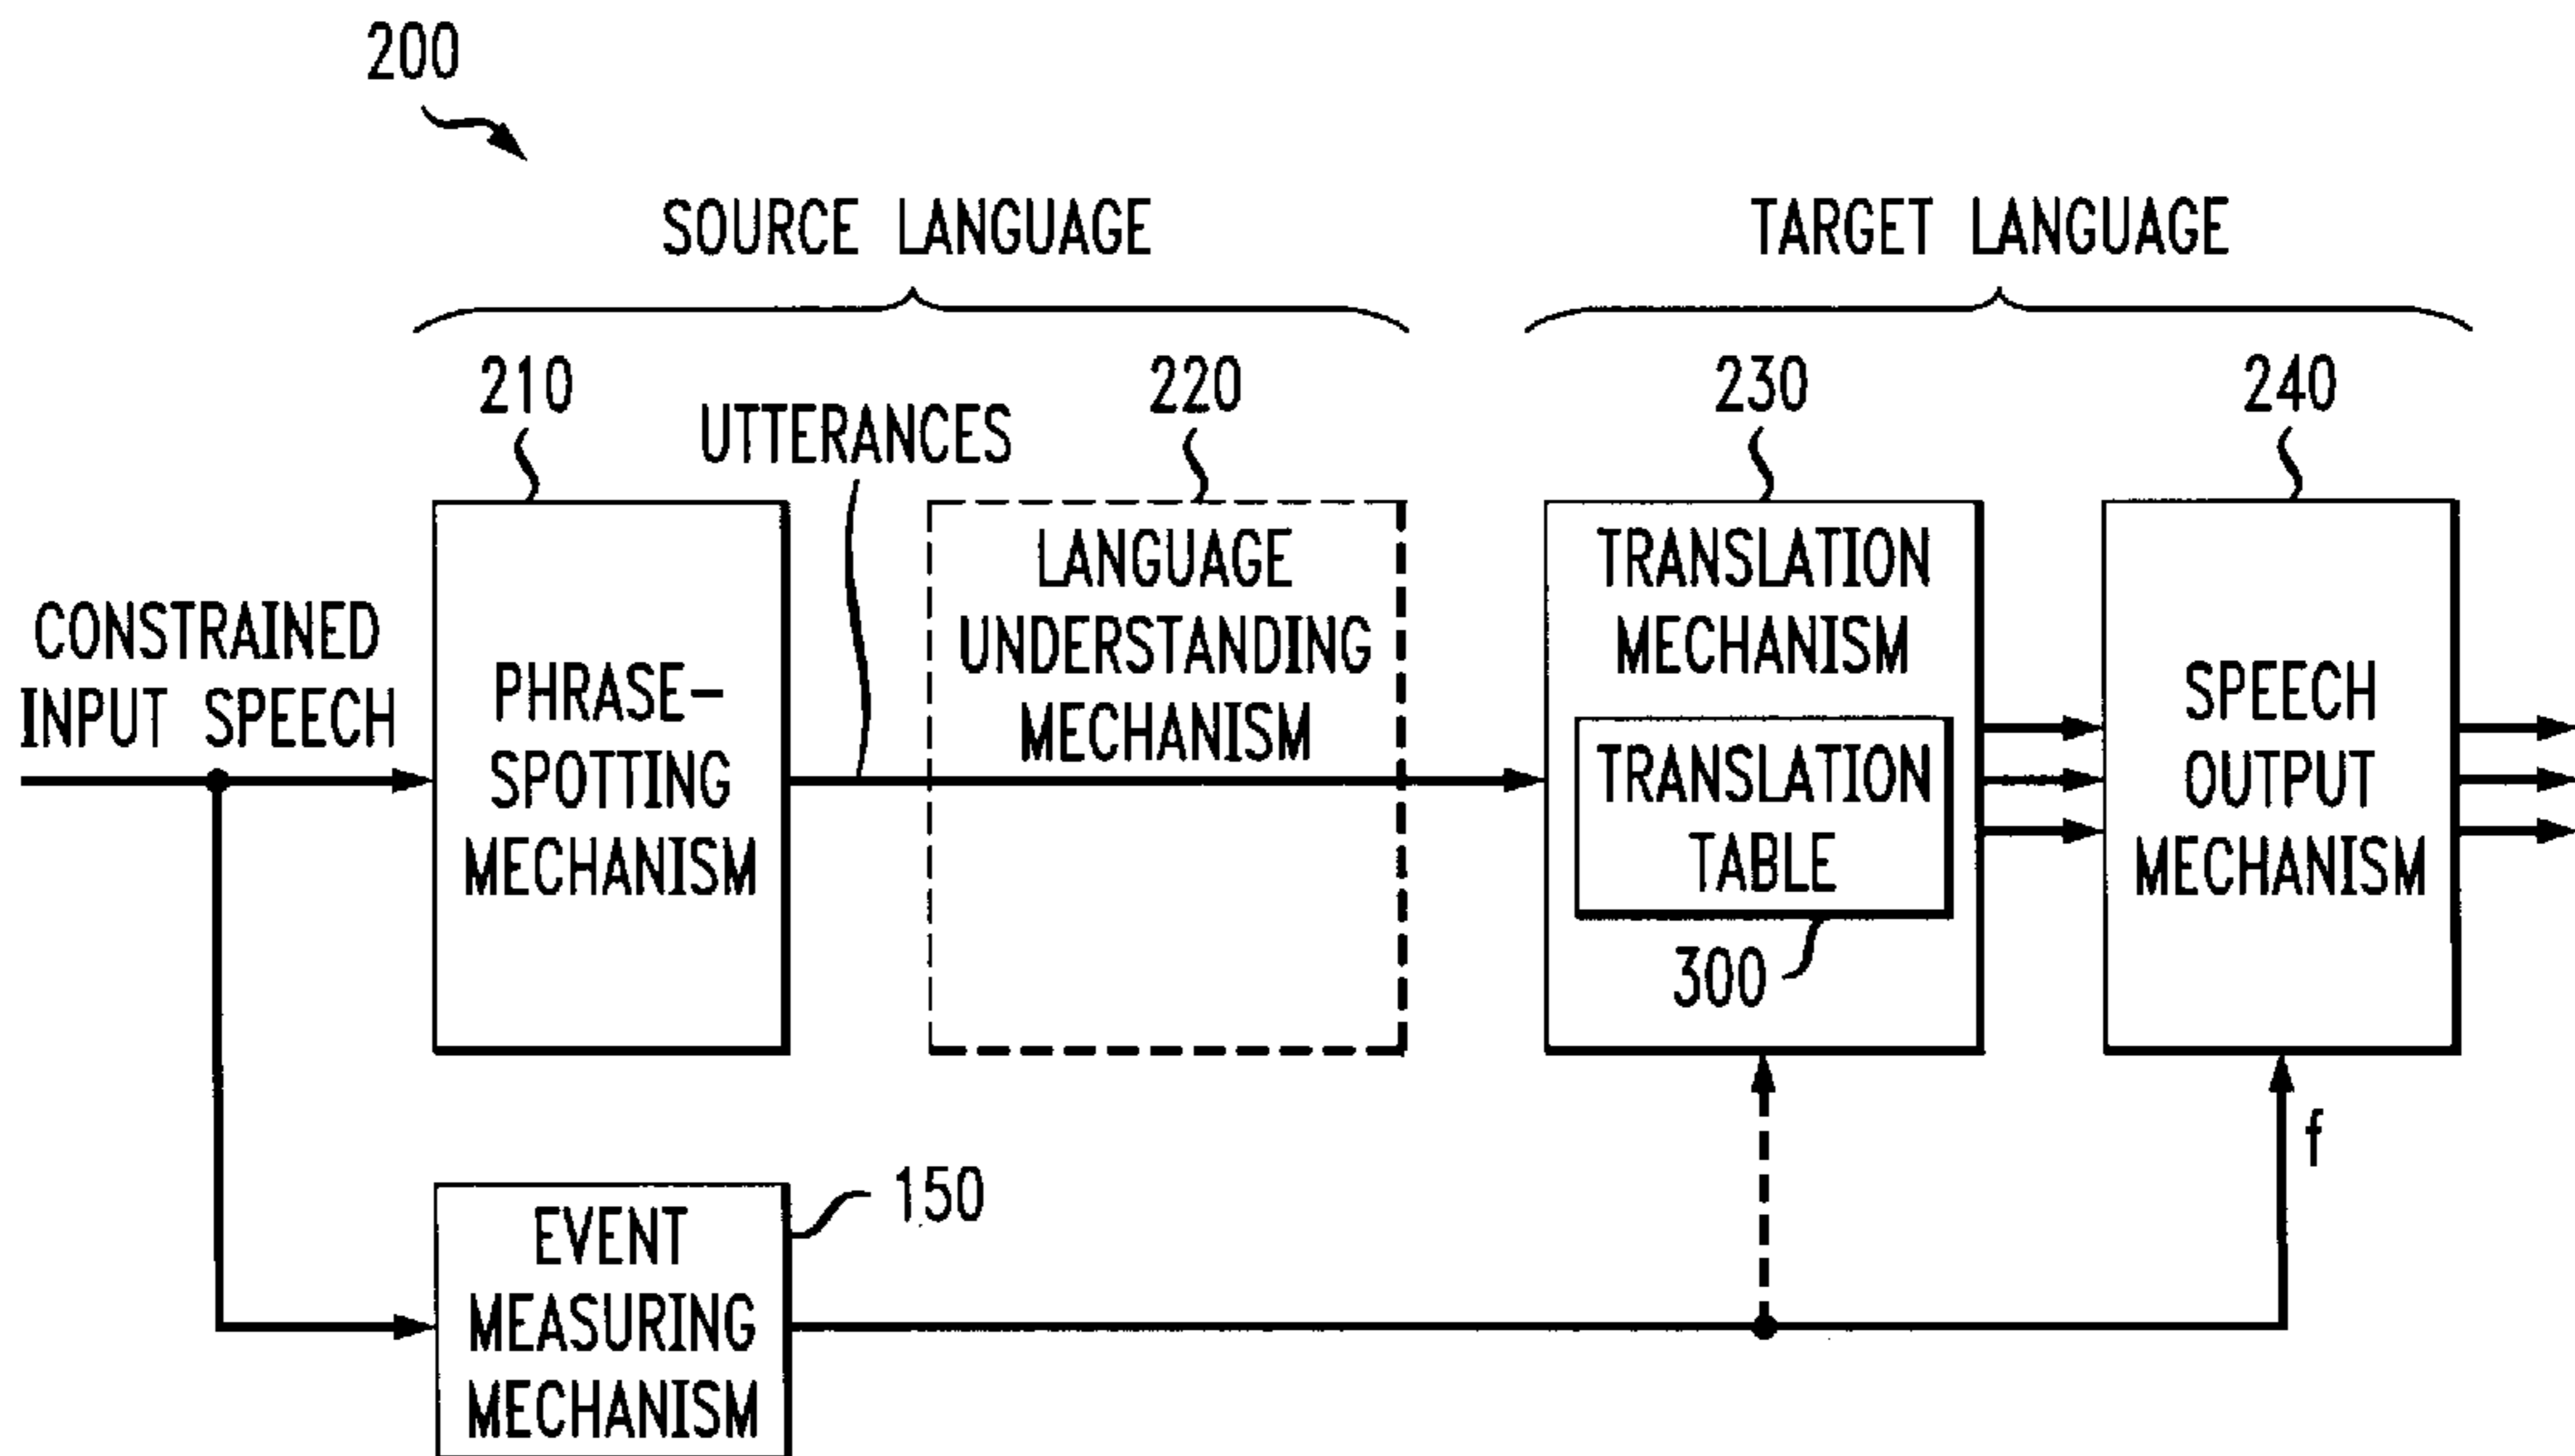 200
SOURCE LANGUAGE
TARGET LANGUAGE
210
UTTERANCES
220
230
240
CONSTRAINED
INPUT SPEECH
PHRASE-
SPOTTING
MECHANISM
LANGUAGE
UNDERSTANDING
MECHANISM
TRANSLATION
MECHANISM
TRANSLATION
TABLE
300
SPEECH
OUTPUT
MECHANISM
f
EVENT
MEASURING
MECHANISM
150